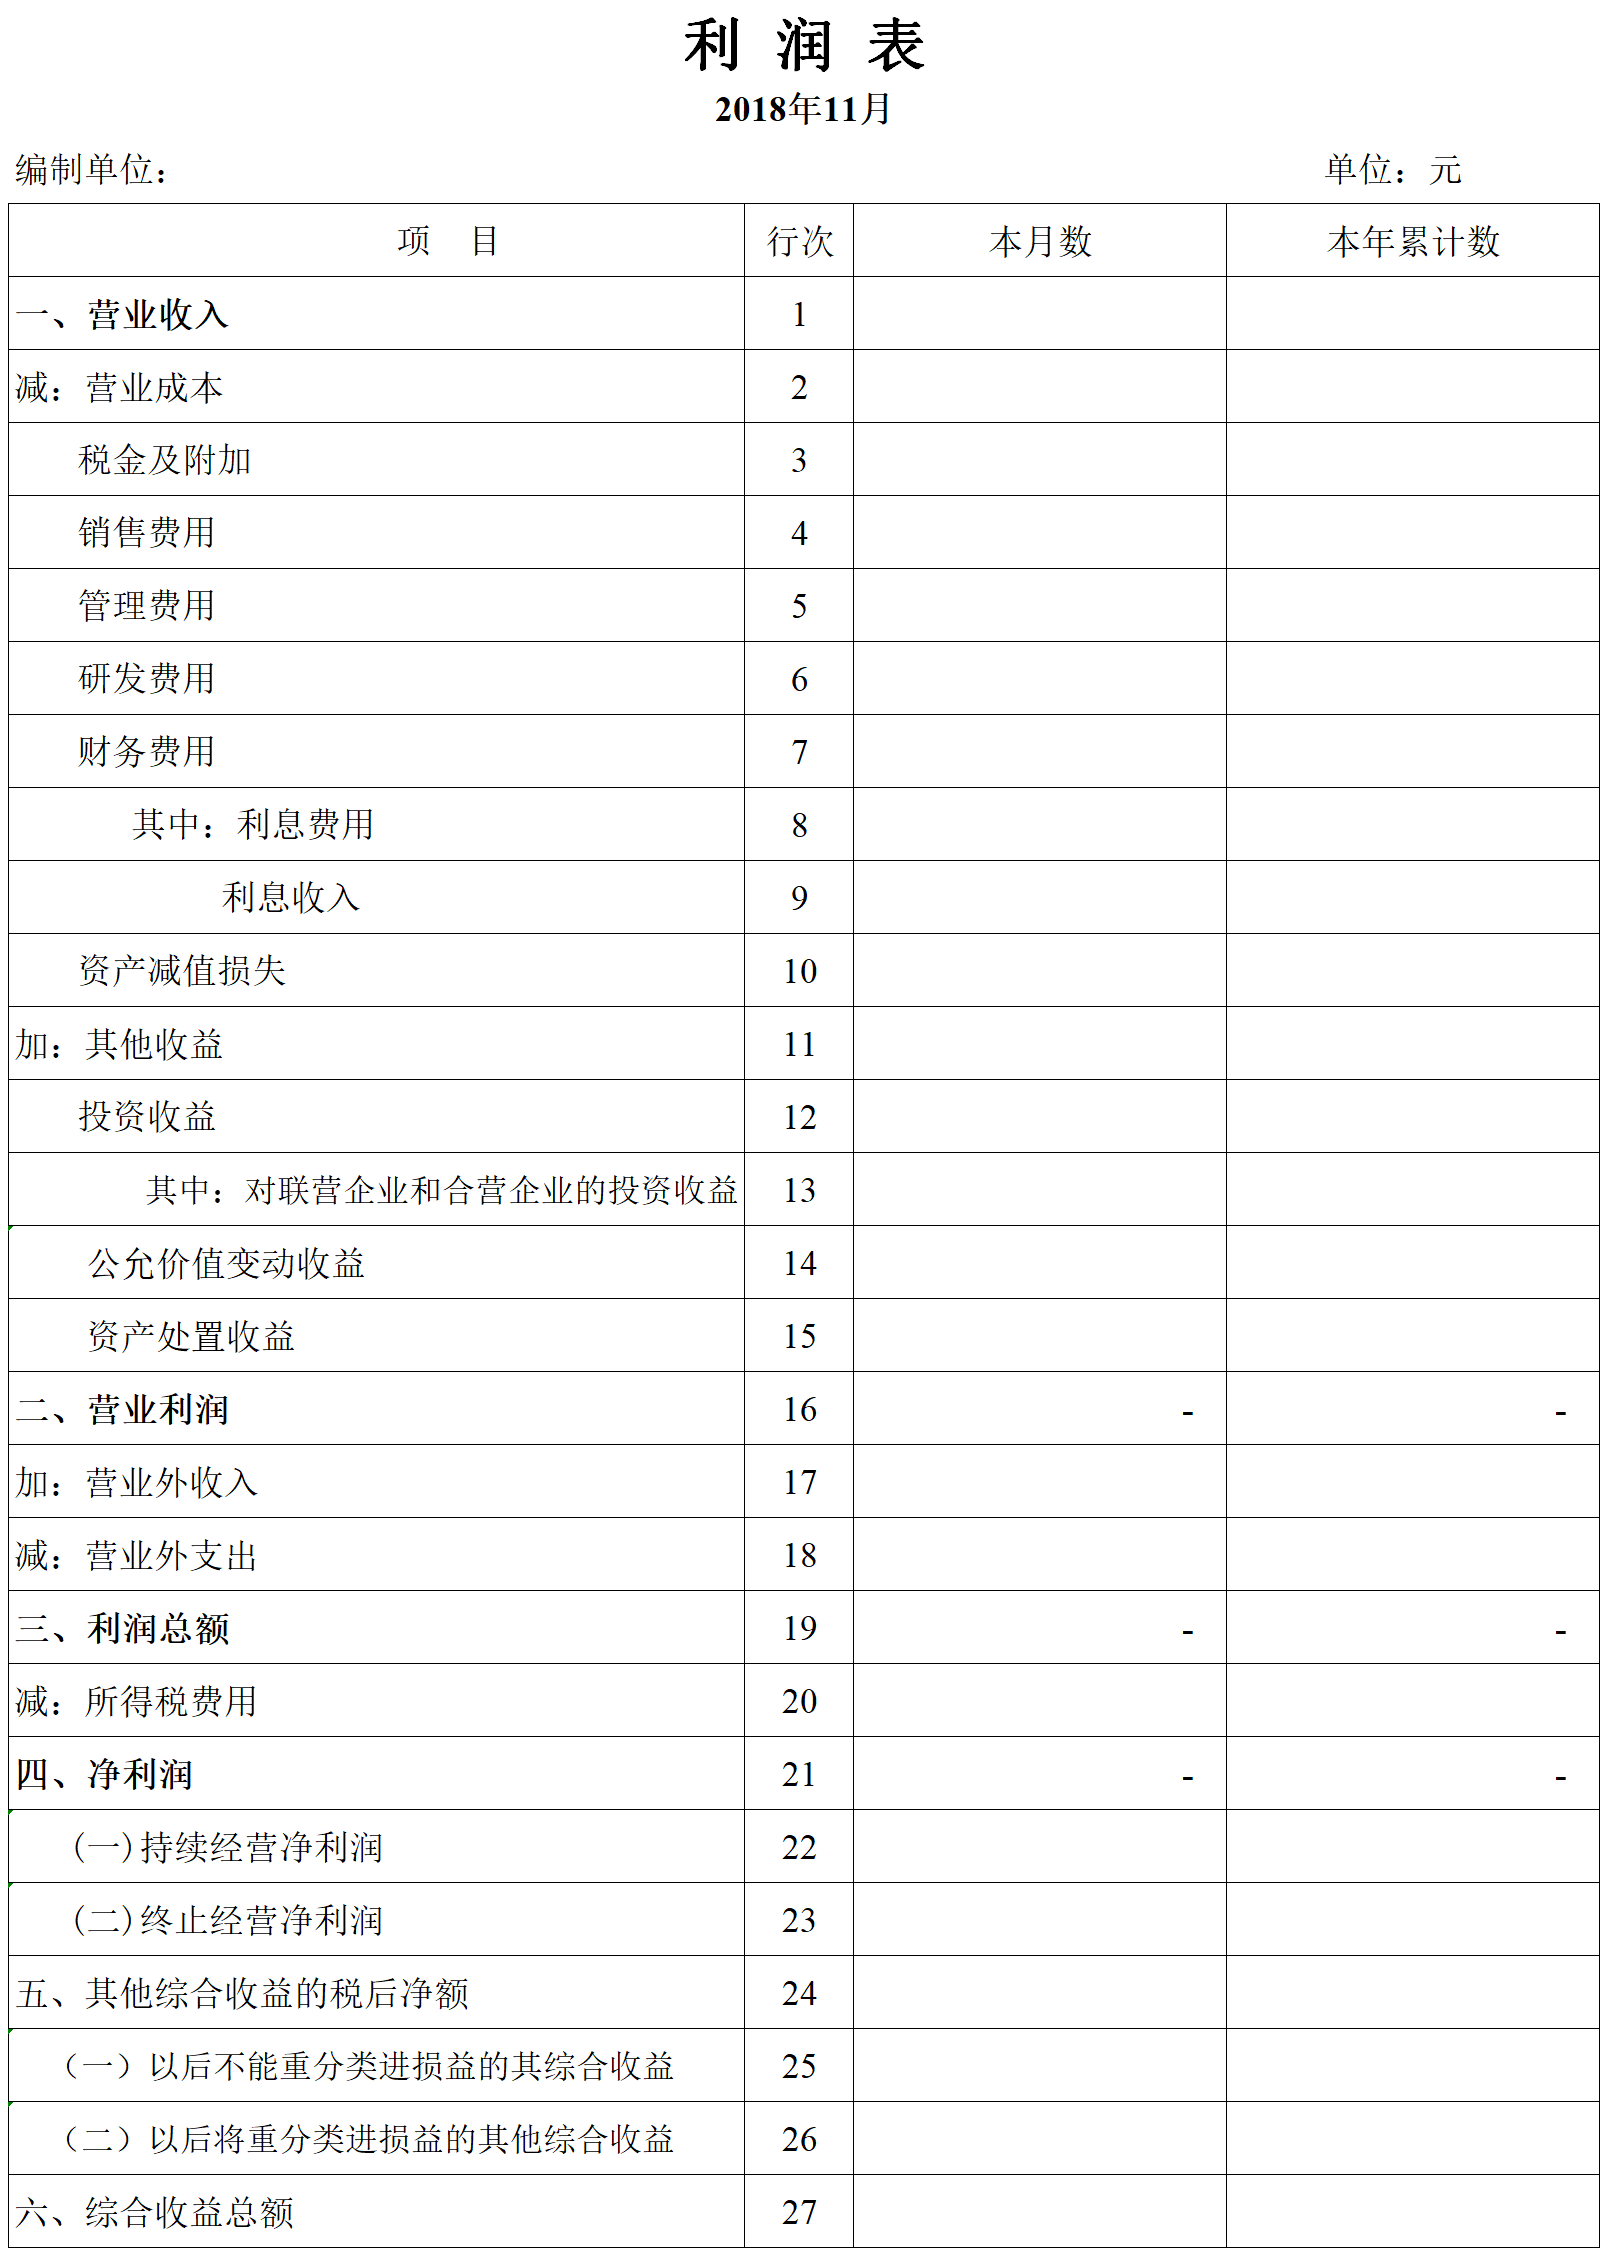 利 润 表
2018年11月
编制单位： 单位：元
项 目 行次 本月数 本年累计数
一、营业收入 1
减：营业成本 2
税金及附加 3
销售费用 4
管理费用 5
研发费用 6
财务费用 7
其中：利息费用 8
利息收入 9
资产减值损失 10
加：其他收益 11
投资收益 12
其中：对联营企业和合营企业的投资收益 13
公允价值变动收益 14
资产处置收益 15
二、营业利润 16 - -
加：营业外收入 17
减：营业外支出 18
三、利润总额 19 - -
减：所得税费用 20
四、净利润 21 - -
(一)持续经营净利润 22
(二)终止经营净利润 23
五、其他综合收益的税后净额 24
（一）以后不能重分类进损益的其综合收益 25
（二）以后将重分类进损益的其他综合收益 26
六、综合收益总额 27